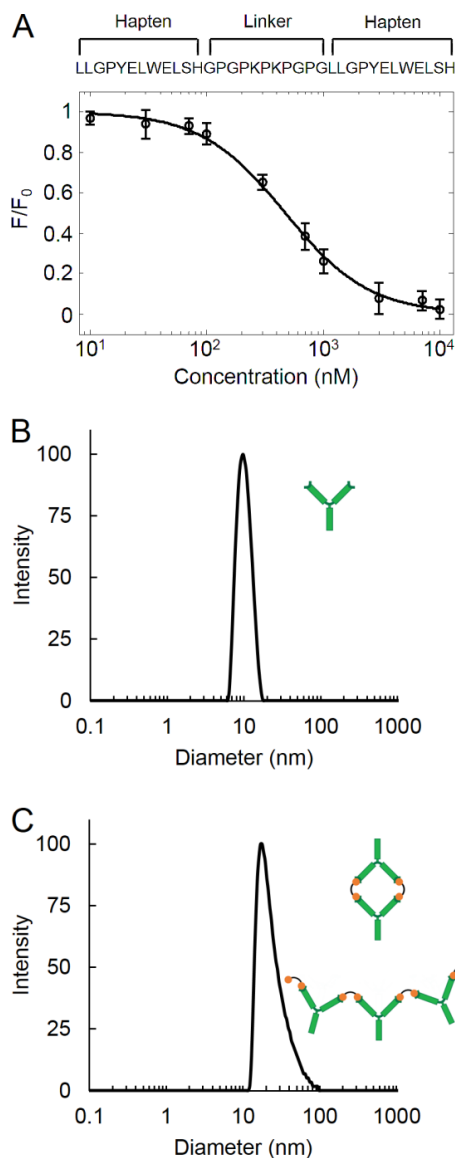 A
Hapten Linker Hapten
LLGPYELWELSHGPGPKPKPGPGLLGPYELWELSH
F/F0
1
0.8
0.6
0.4
0.2
0
10^1 10^2 10^3 10^4
Concentration (nM)
B
Intensity
100
75
50
25
0
0.1 1 10 100 1000
Diameter (nm)
C
Intensity
100
75
50
25
0
0.1 1 10 100 1000
Diameter (nm)